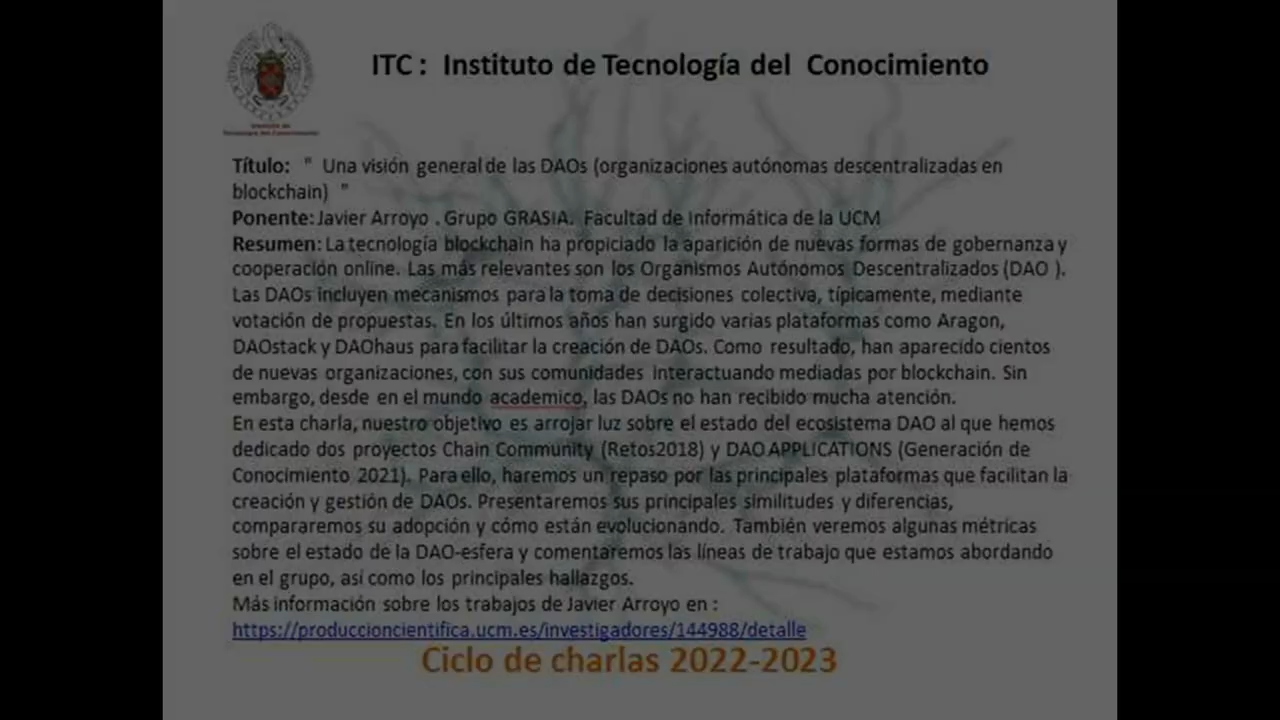 ITC : Instituto de Tecnología del Conocimiento
Instituto de
Tecnología del Conocimiento
Título: " Una visión general de las DAOs (organizaciones autónomas descentralizadas en
blockchain) "
Ponente: Javier Arroyo . Grupo GRASIA. Facultad de Informática de la UCM
Resumen: La tecnología blockchain ha propiciado la aparición de nuevas formas de gobernanza y
cooperación online. Las más relevantes son los Organismos Autónomos Descentralizados (DAO ).
Las DAOs incluyen mecanismos para la toma de decisiones colectiva, típicamente, mediante
votación de propuestas. En los últimos años han surgido varias plataformas como Aragon,
DAOstack y DAOhaus para facilitar la creación de DAOs. Como resultado, han aparecido cientos
de nuevas organizaciones, con sus comunidades interactuando mediadas por blockchain. Sin
embargo, desde en el mundo academico, las DAOs no han recibido mucha atención.
En esta charla, nuestro objetivo es arrojar luz sobre el estado del ecosistema DAO al que hemos
dedicado dos proyectos Chain Community (Retos2018) y DAO APPLICATIONS (Generación de
Conocimiento 2021). Para ello, haremos un repaso por las principales plataformas que facilitan la
creación y gestión de DAOs. Presentaremos sus principales similitudes y diferencias,
compararemos su adopción y cómo están evolucionando. También veremos algunas métricas
sobre el estado de la DAO-esfera y comentaremos las líneas de trabajo que estamos abordando
en el grupo, así como los principales hallazgos.
Más información sobre los trabajos de Javier Arroyo en :
https://produccioncientifica.ucm.es/investigadores/144988/detalle
Ciclo de charlas 2022-2023